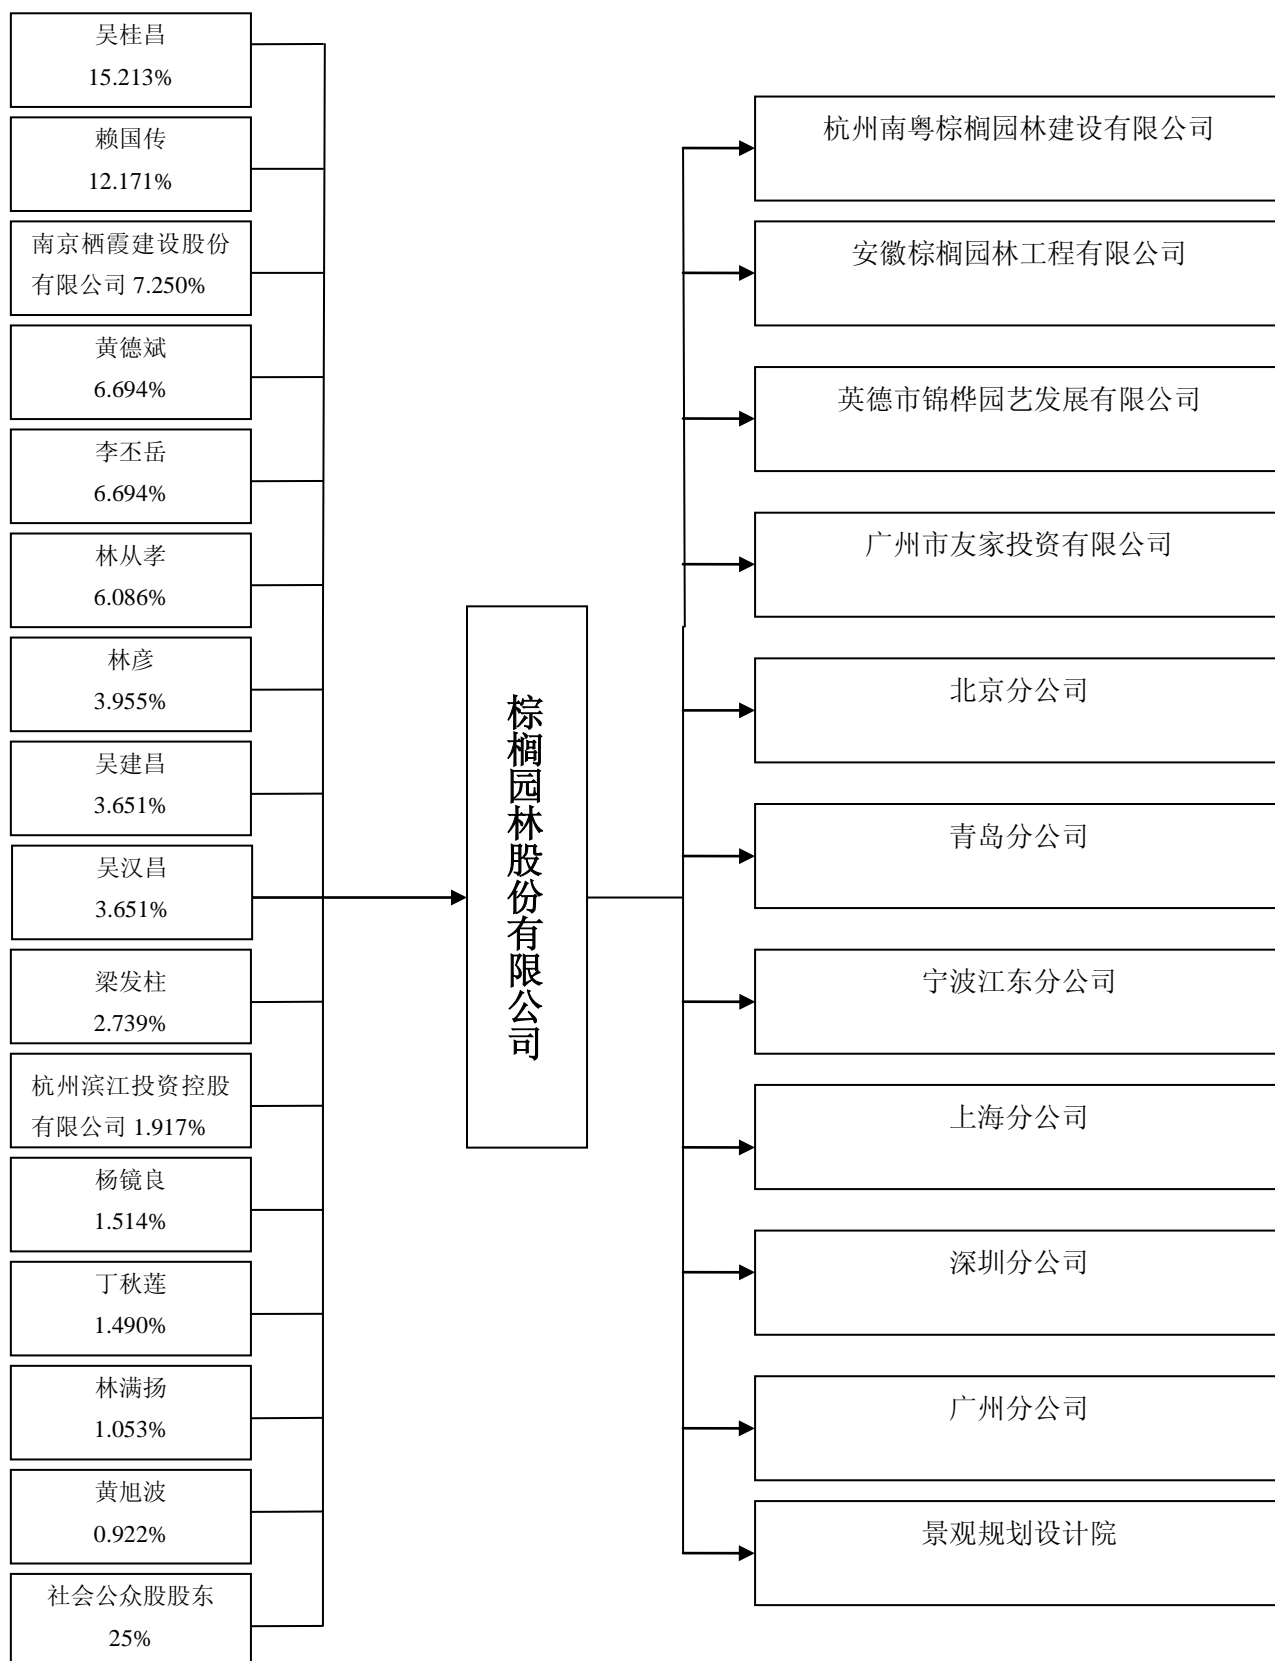 吴桂昌
15.213%
赖国传
12.171%
南京栖霞建设股份
有限公司 7.250%
黄德斌
6.694%
李丕岳
6.694%
林从孝
6.086%
林彦
3.955%
吴建昌
3.651%
吴汉昌
3.651%
梁发柱
2.739%
杭州滨江投资控股
有限公司 1.917%
杨镜良
1.514%
丁秋莲
1.490%
林满扬
1.053%
黄旭波
0.922%
社会公众股股东
25%
棕榈园林股份有限公司
杭州南粤棕榈园林建设有限公司
安徽棕榈园林工程有限公司
英德市锦桦园艺发展有限公司
广州市友家投资有限公司
北京分公司
青岛分公司
宁波江东分公司
上海分公司
深圳分公司
广州分公司
景观规划设计院